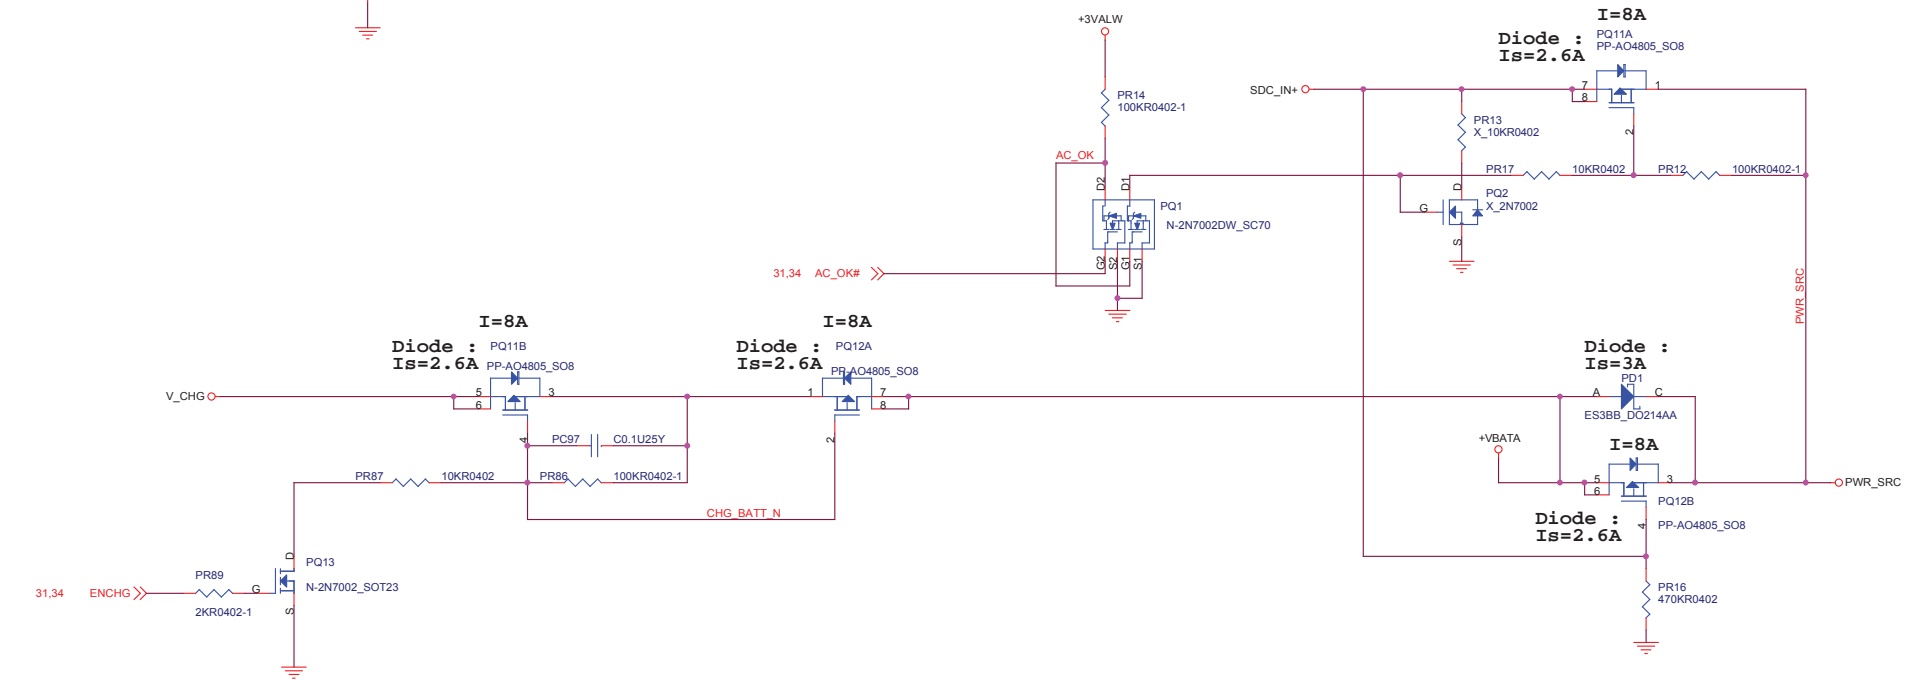 +3VALW
I=8A
PQ11A
PP-AO4805_SO8
Diode :
Is=2.6A
7
8
1
2
SDC_IN+
PR14
100KR0402-1
PR13
X_10KR0402
AC_OK
PR17
10KR0402
PR12
100KR0402-1
D2
D1
D
PQ2
X_2N7002
G
S
PQ1
N-2N7002DW_SC70
G2
S2
G1
S1
31,34
AC_OK#
PWR_SRC
I=8A
Diode :
Is=2.6A
PQ11B
PP-AO4805_SO8
I=8A
Diode :
Is=2.6A
PQ12A
PP-AO4805_SO8
Diode :
Is=3A
PD1
A
C
ES3BB_DO214AA
V_CHG
5
6
3
4
1
7
8
2
PC97
C0.1U25Y
+VBATA
I=8A
5
6
3
4
PQ12B
PP-AO4805_SO8
Diode :
Is=2.6A
PWR_SRC
PR87
10KR0402
PR86
100KR0402-1
CHG_BATT_N
D
PQ13
N-2N7002_SOT23
G
S
31,34
ENCHG
PR89
2KR0402-1
PR16
470KR0402